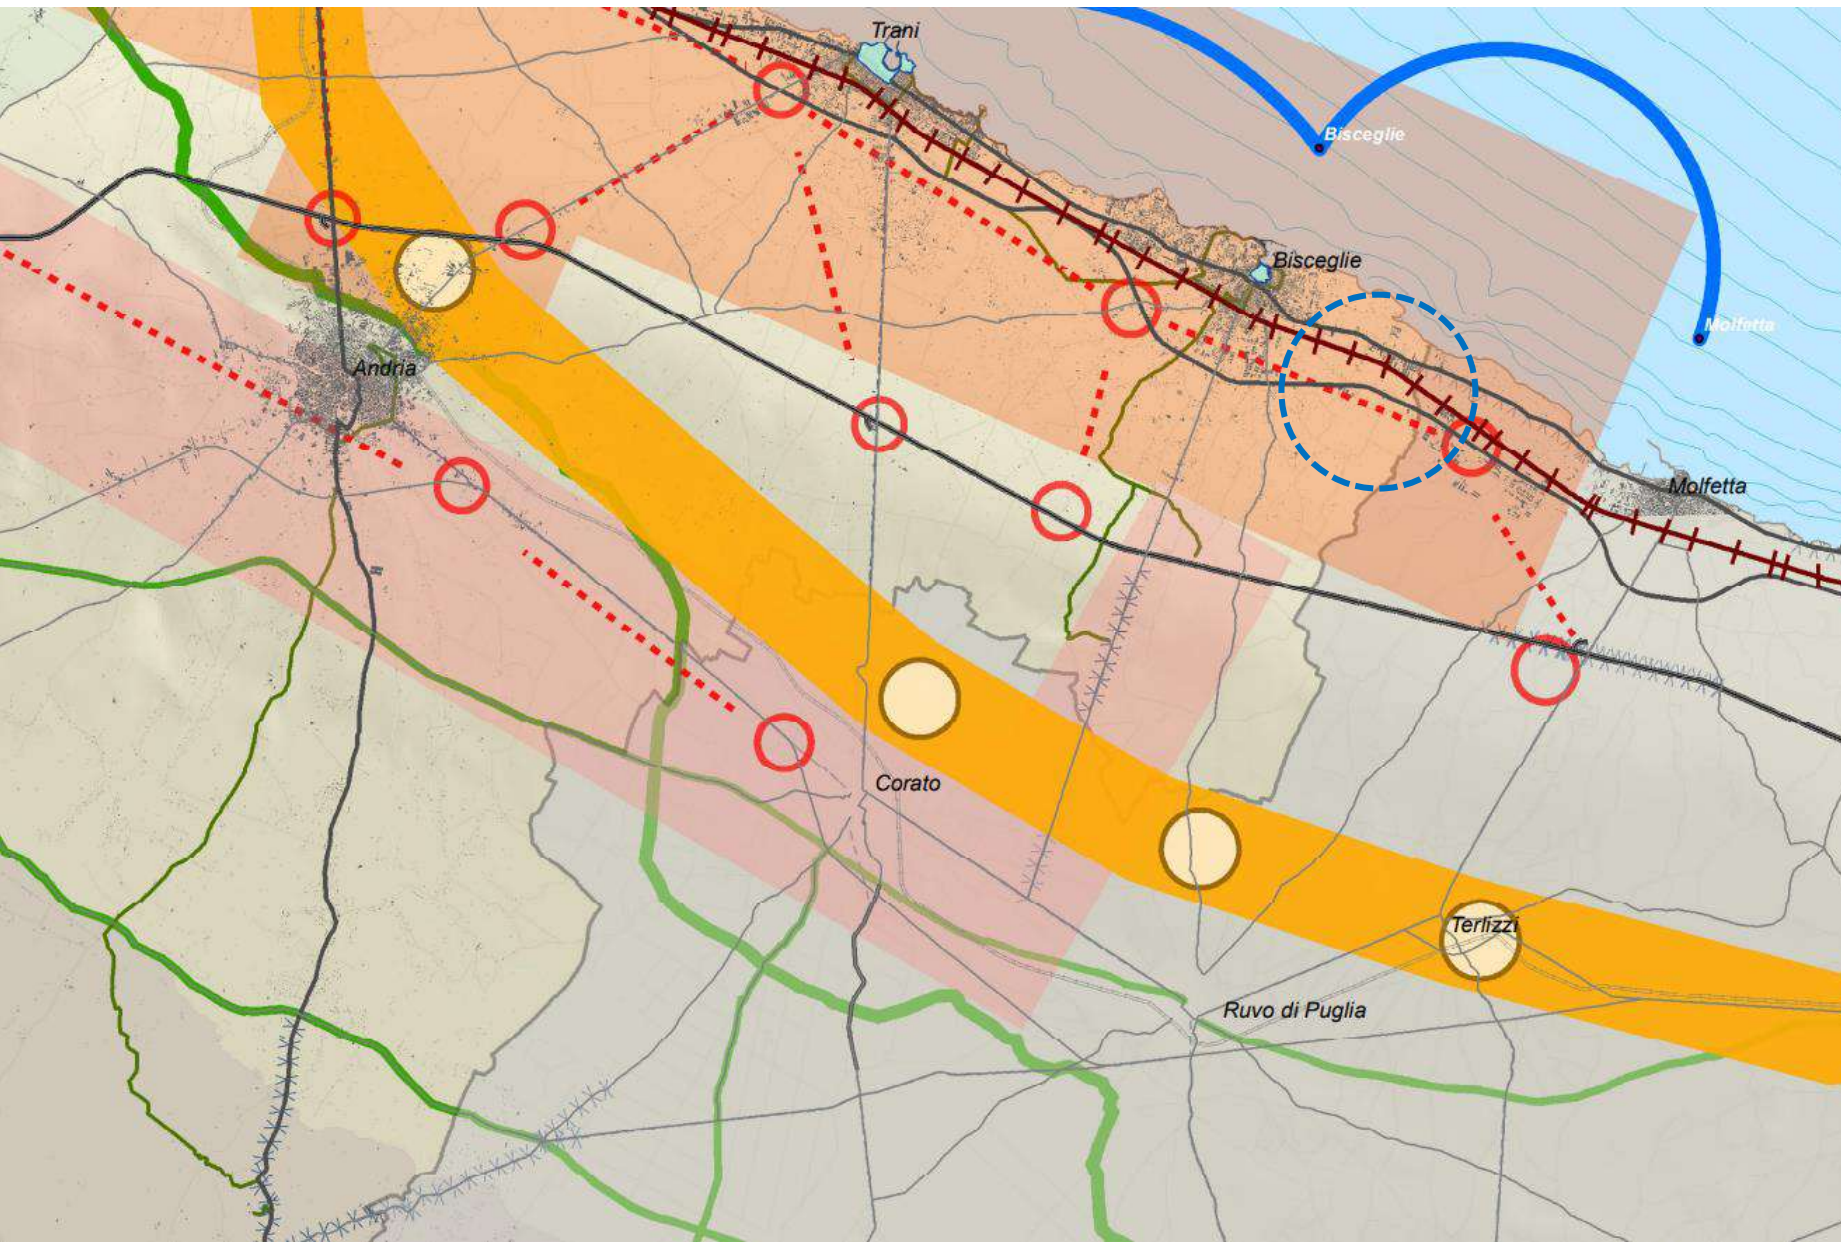 Trani
Bisceglie
Bisceglie
Molfetta
Andria
Molfetta
Corato
Terlizzi
Ruvo di Puglia